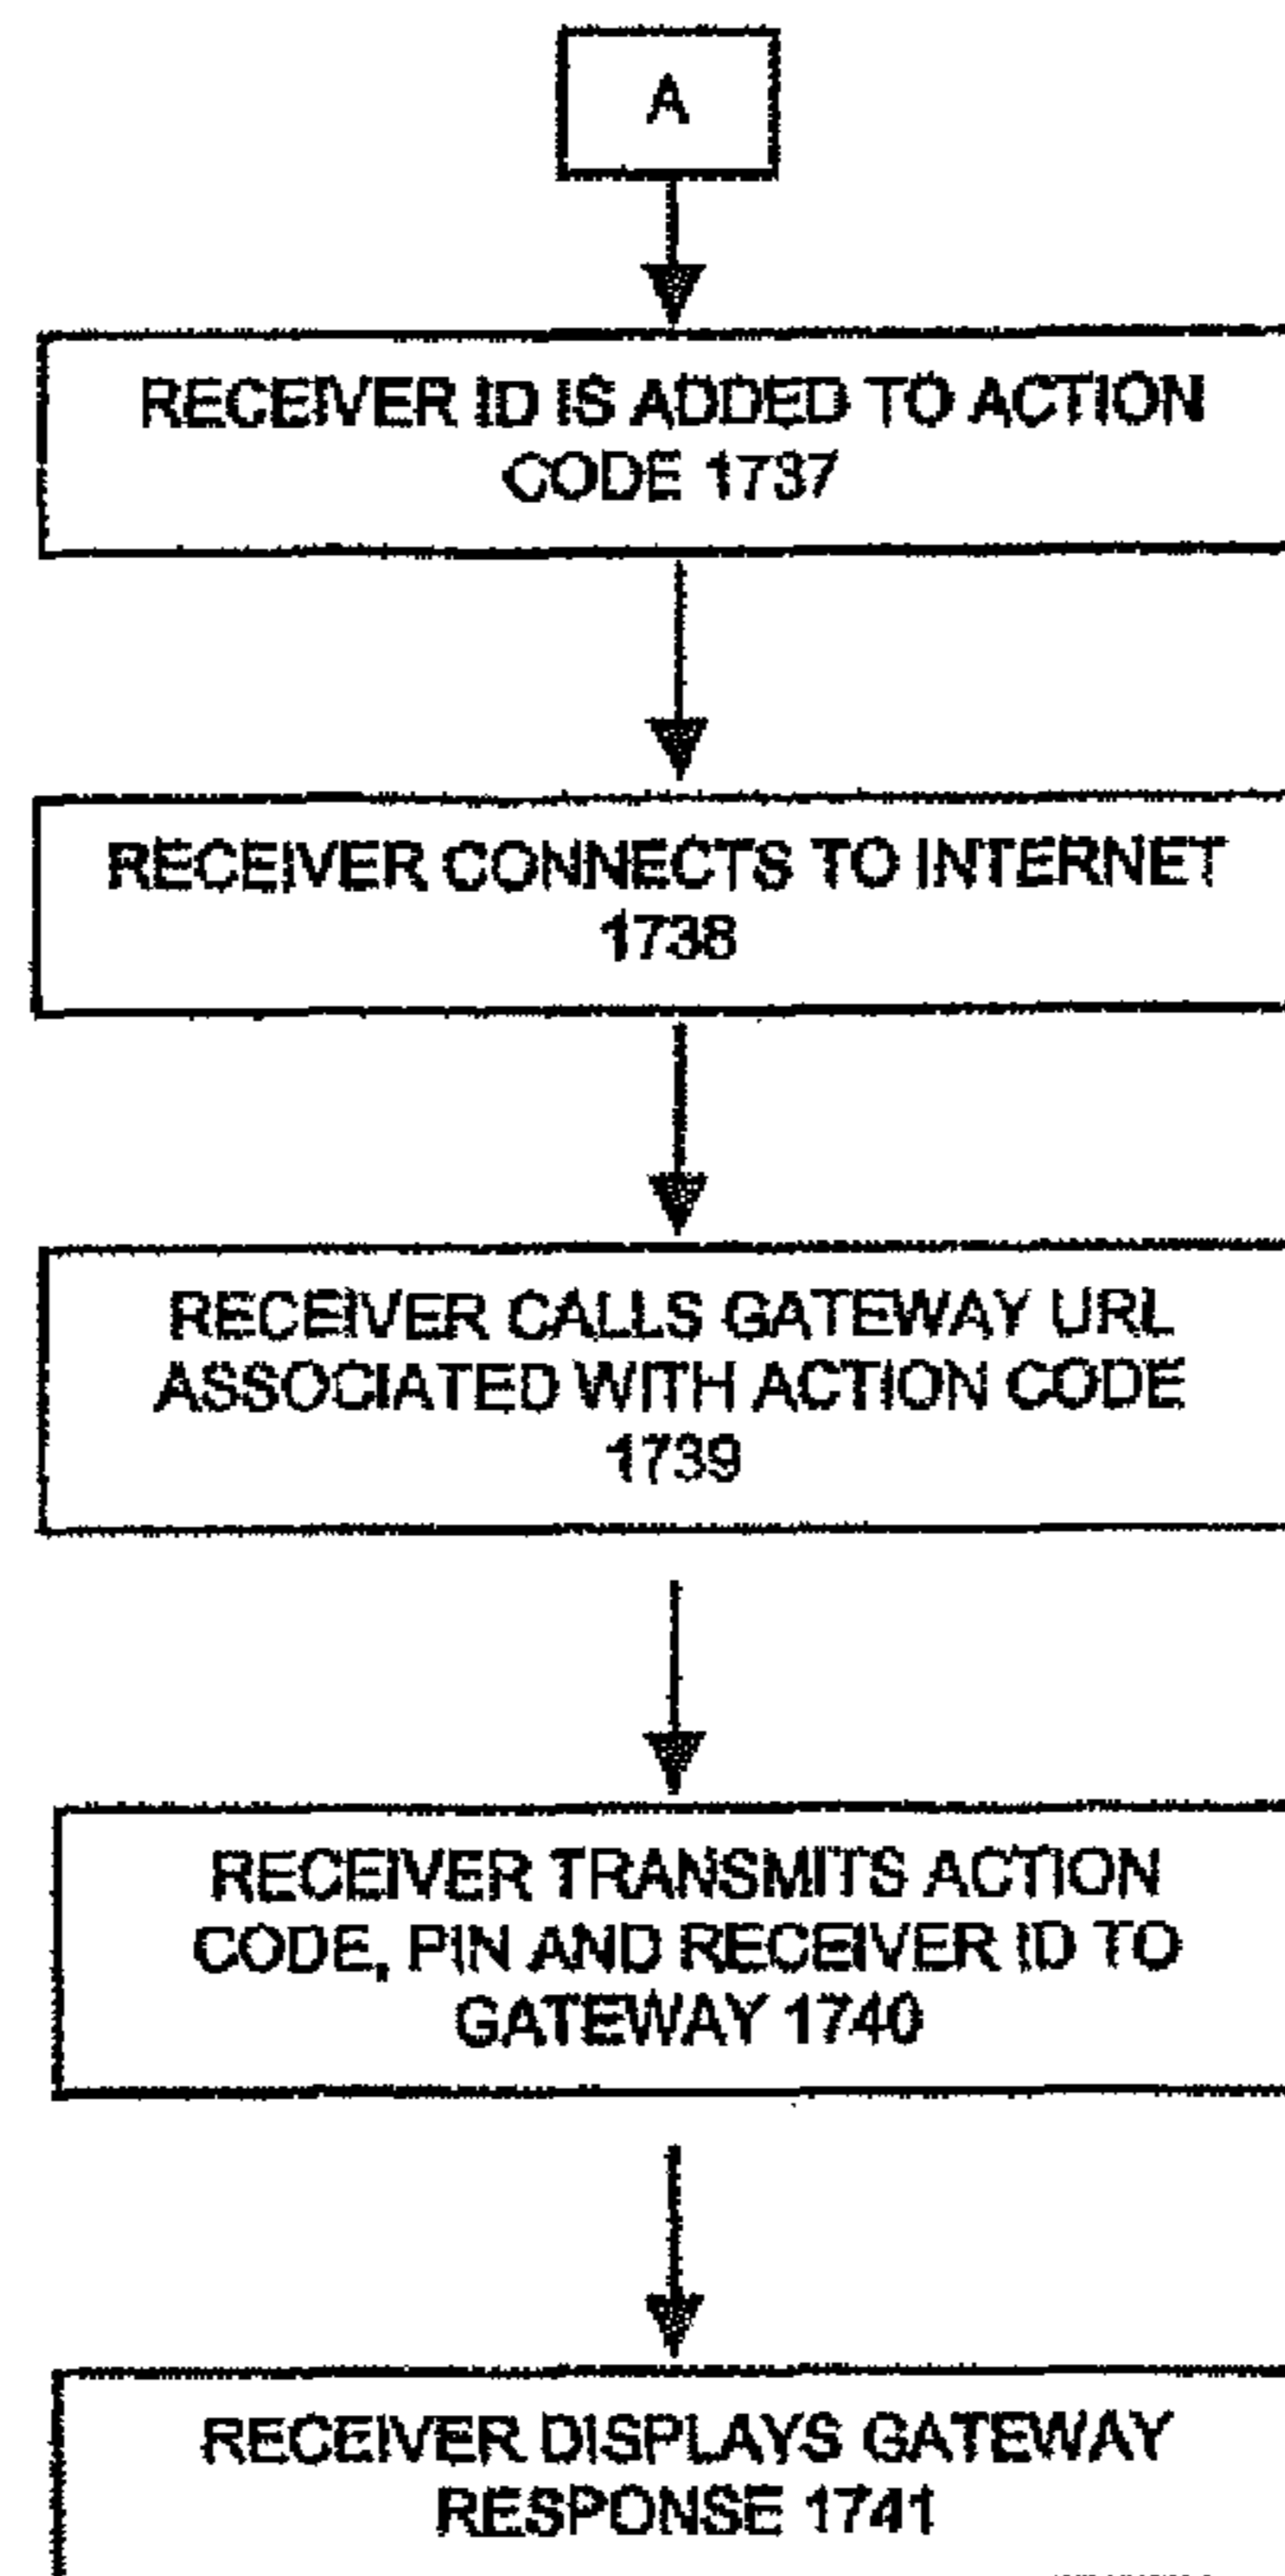 A
RECEIVER ID IS ADDED TO ACTION
CODE 1737
RECEIVER CONNECTS TO INTERNET
1738
RECEIVER CALLS GATEWAY URL
ASSOCIATED WITH ACTION CODE
1739
RECEIVER TRANSMITS ACTION
CODE, PIN AND RECEIVER ID TO
GATEWAY 1740
RECEIVER DISPLAYS GATEWAY
RESPONSE 1741